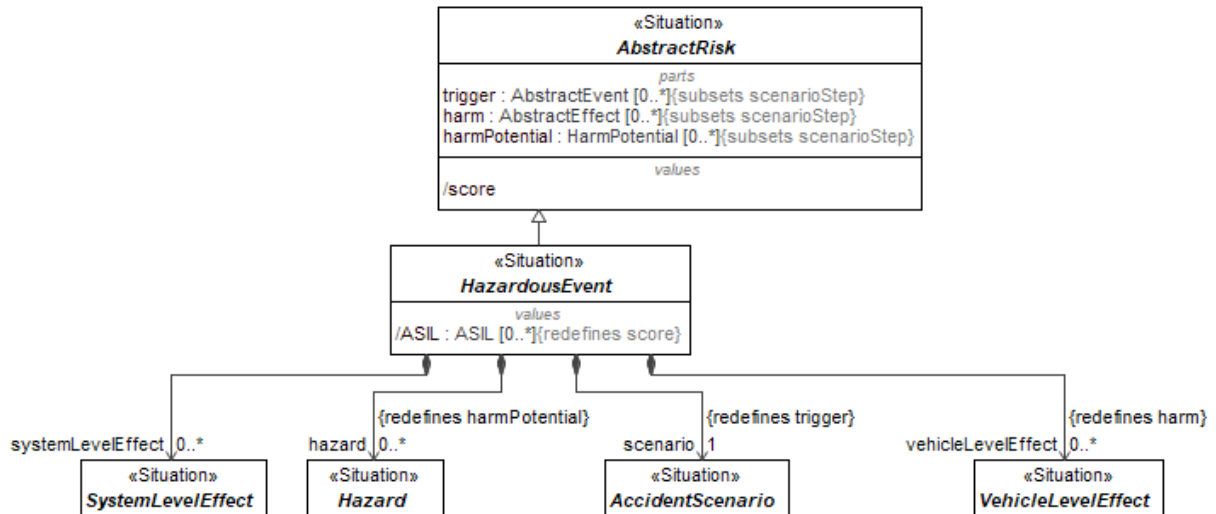 «Situation»
AbstractRisk
parts
trigger : AbstractEvent [0..*]{subsets scenarioStep}
harm : AbstractEffect [0..*]{subsets scenarioStep}
harmPotential : HarmPotential [0..*]{subsets scenarioStep}
values
/score
«Situation»
HazardousEvent
values
/ASIL : ASIL [0..*]{redefines score}
{redefines harmPotential} {redefines trigger} {redefines harm}
systemLevelEffect 0..* hazard 0..* scenario 1 vehicleLevelEffect 0..*
«Situation» «Situation» «Situation» «Situation»
SystemLevelEffect Hazard AccidentScenario VehicleLevelEffect